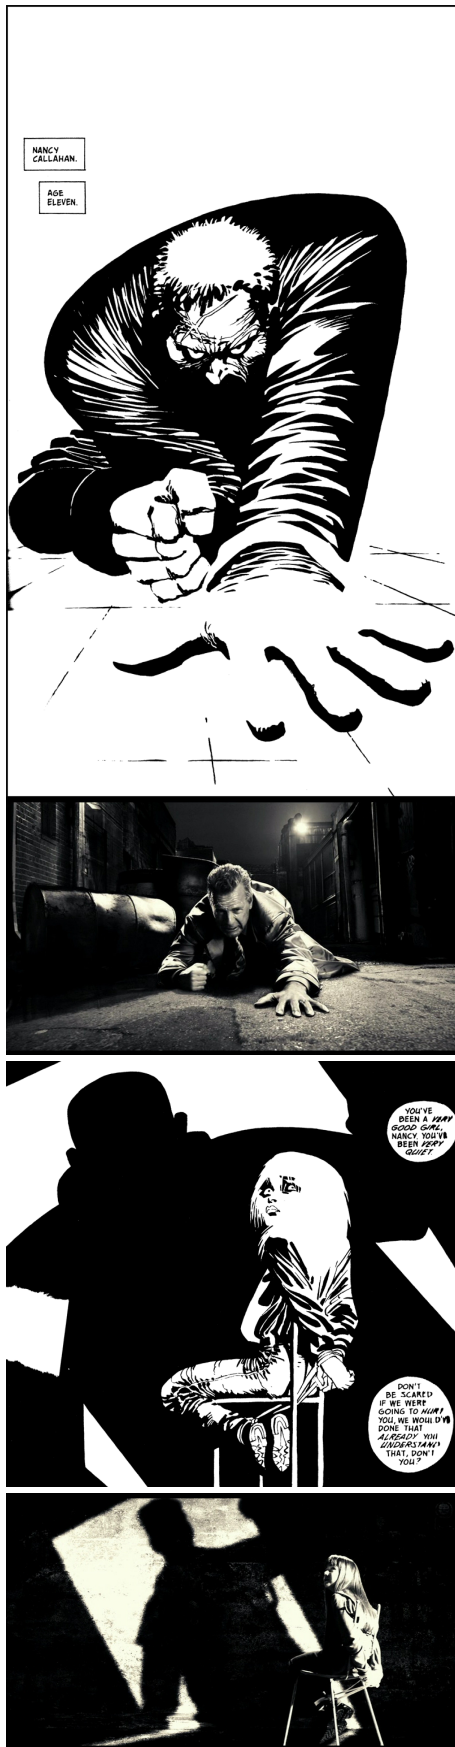 NANCY
CALLAHAN.
AGE
ELEVEN.
YOU'VE
BEEN A VERY
GOOD GIRL,
NANCY. YOU'VE
BEEN VERY
QUIET.
DON'T
BE SCARED
IF WE WERE
GOING TO HURT
YOU, WE WOULD'VE
DONE THAT
ALREADY YOU
UNDERSTAND
THAT, DON'T
YOU?